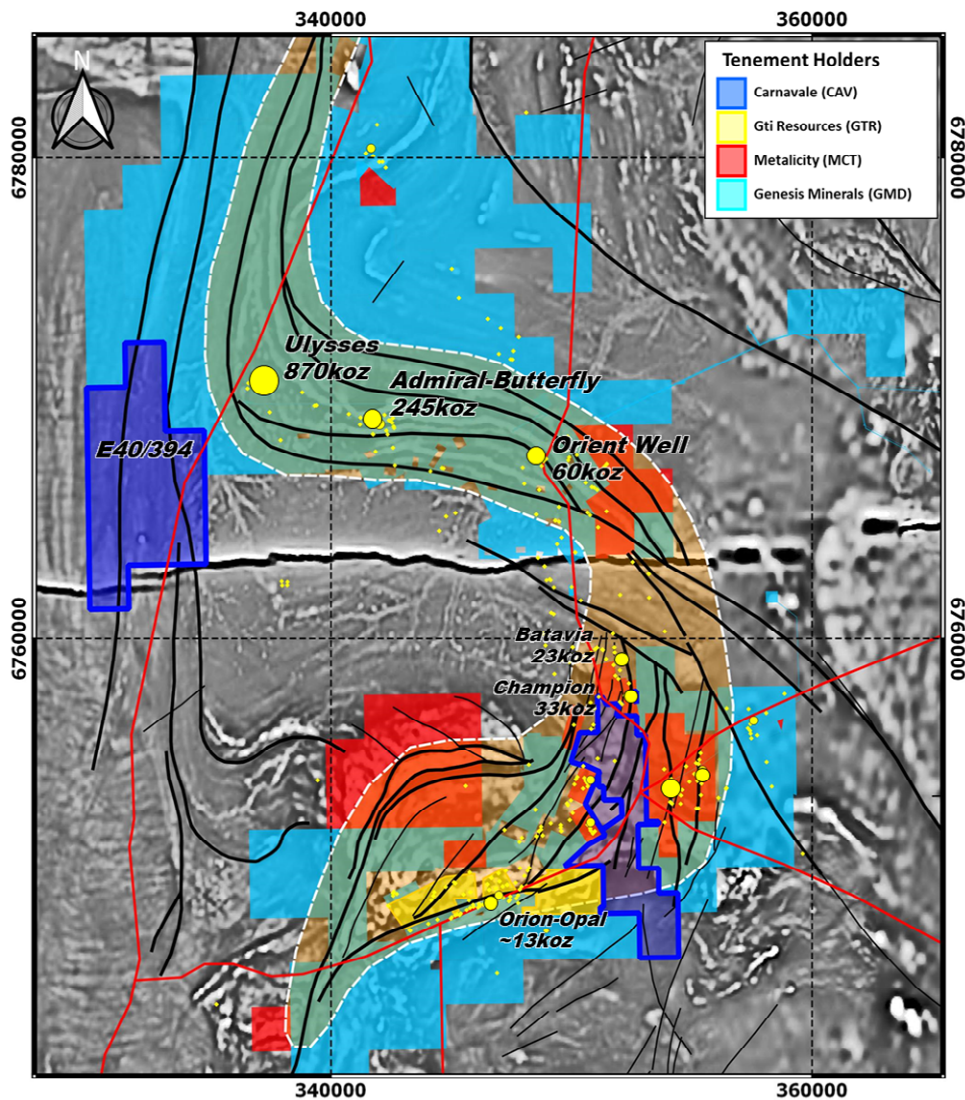 340000
360000
N
Tenement Holders
Carnavale (CAV)
Gti Resources (GTR)
Metalicity (MCT)
Genesis Minerals (GMD)
6780000
6780000
Ulysses
870koz
Admiral-Butterfly
245koz
E40/394
Orient Well
60koz
6760000
6760000
Batavia
23koz
Champion
33koz
Orion-Opal
~13koz
340000
360000